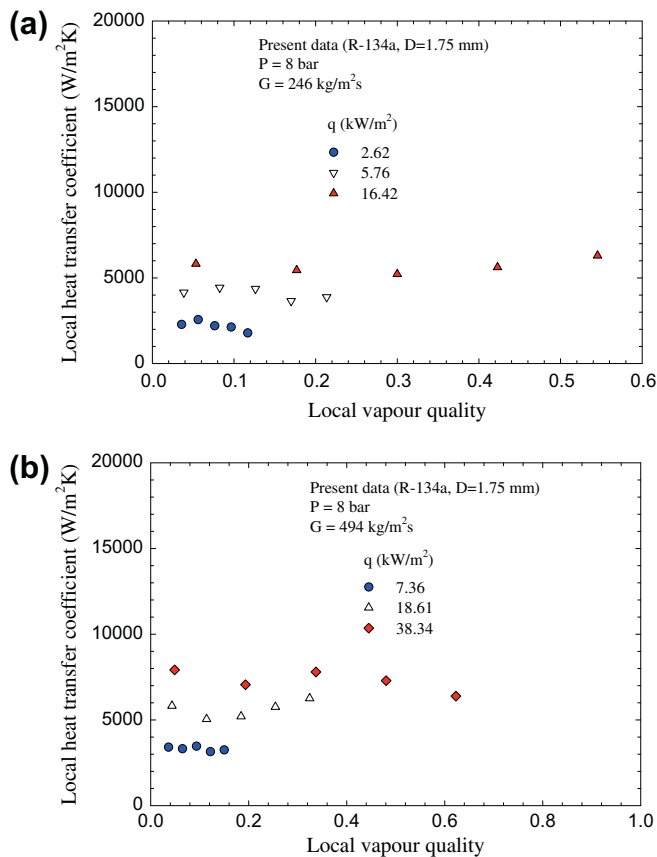 (a)
Present data (R-134a, D=1.75 mm)
P = 8 bar
G = 246 kg/m²s
q (kW/m²)
2.62
5.76
16.42
Local heat transfer coefficient (W/m²K)
20000
15000
10000
5000
0
0.0 0.1 0.2 0.3 0.4 0.5 0.6
Local vapour quality
(b)
Present data (R-134a, D=1.75 mm)
P = 8 bar
G = 494 kg/m²s
q (kW/m²)
7.36
18.61
38.34
Local heat transfer coefficient (W/m²K)
20000
15000
10000
5000
0
0.0 0.2 0.4 0.6 0.8 1.0
Local vapour quality